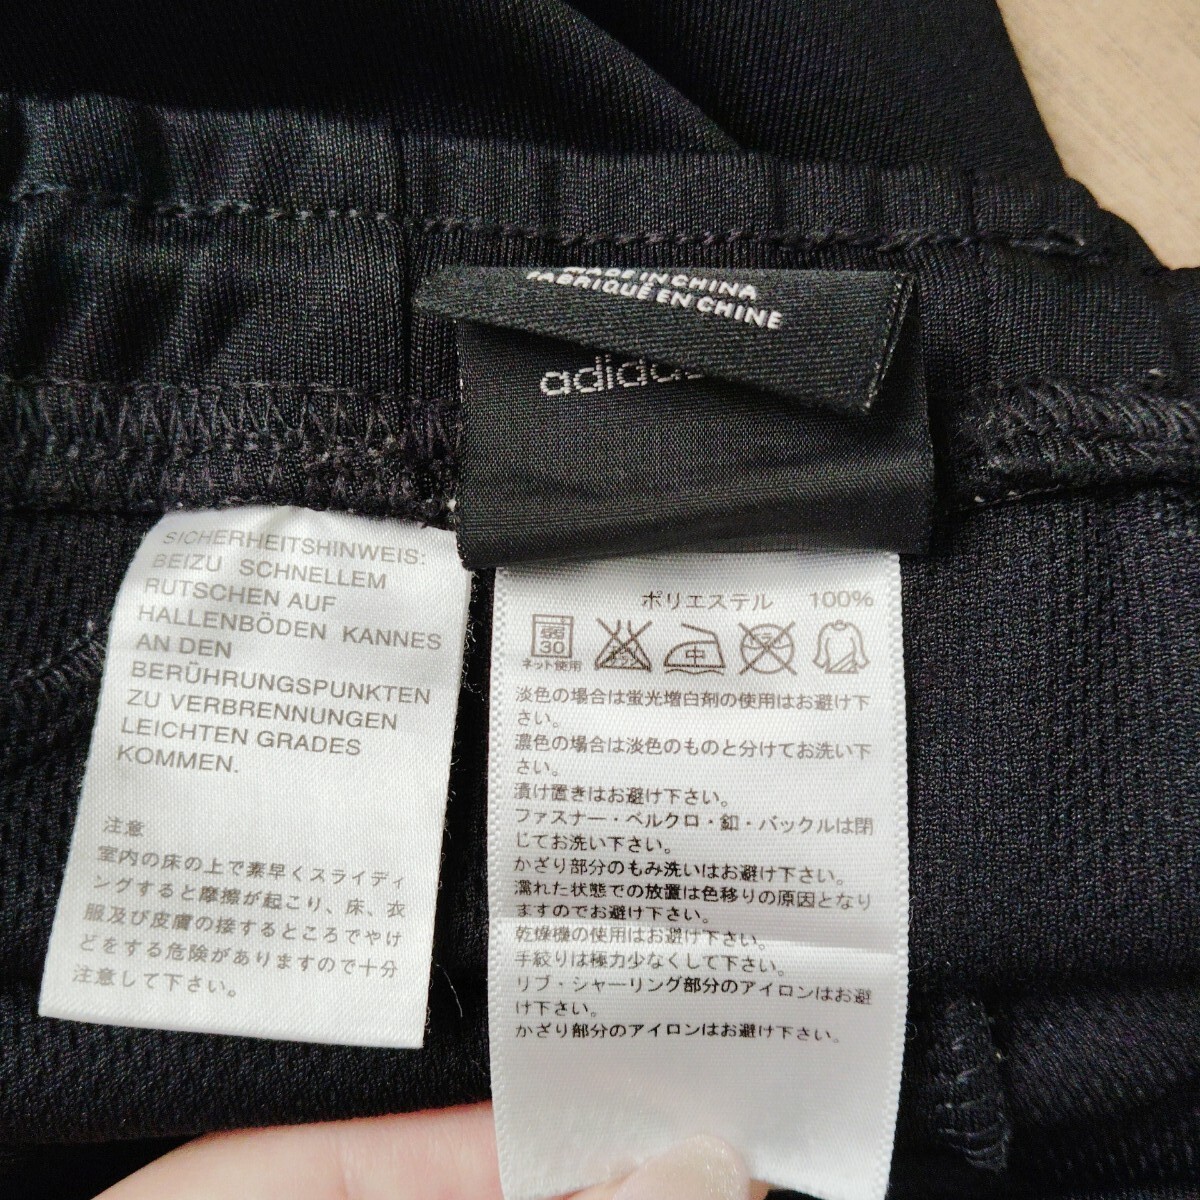 MADE IN CHINA
FABRIQUÉ EN CHINE
adidas
SICHERHEITSHINWEIS:
BEIZU SCHNELLEM
RUTSCHEN AUF
HALLENBÖDEN KANNES
AN DEN
BERÜHRUNGSPUNKTEN
ZU VERBRENNUNGEN
LEICHTEN GRADES
KOMMEN.
注意
室内の床の上で素早くスライディ
ングすると摩擦が起こり、床、衣
服及び皮膚の接するところでやけ
どをする危険がありますので十分
注意して下さい。
ポリエステル 100%
30 中
ネット使用
淡色の場合は蛍光増白剤の使用はお避け下
さい。
濃色の場合は淡色のものと分けてお洗い下
さい。
漬け置きはお避け下さい。
ファスナー・ベルクロ・釦・バックルは閉
じてお洗い下さい。
かざり部分のもみ洗いはお避け下さい。
濡れた状態での放置は色移りの原因となり
ますのでお避け下さい。
乾燥機の使用はお避け下さい。
手絞りは極力少なくして下さい。
リブ・シャーリング部分のアイロンはお避
け下さい。
かざり部分のアイロンはお避け下さい。